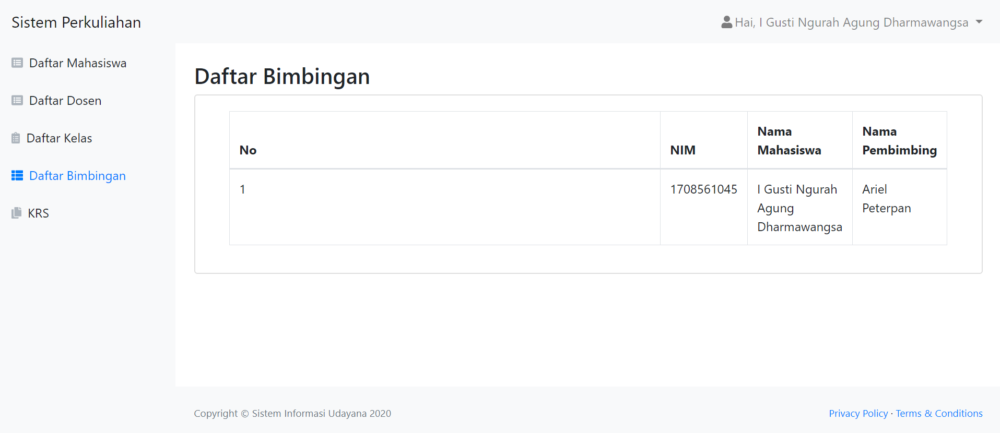 Sistem Perkuliahan
Hai, I Gusti Ngurah Agung Dharmawangsa
Daftar Mahasiswa
Daftar Dosen
Daftar Kelas
Daftar Bimbingan
KRS
Daftar Bimbingan
No
NIM
Nama
Mahasiswa
Nama
Pembimbing
1
1708561045
I Gusti Ngurah
Agung
Dharmawangsa
Ariel
Peterpan
Copyright © Sistem Informasi Udayana 2020
Privacy Policy · Terms & Conditions